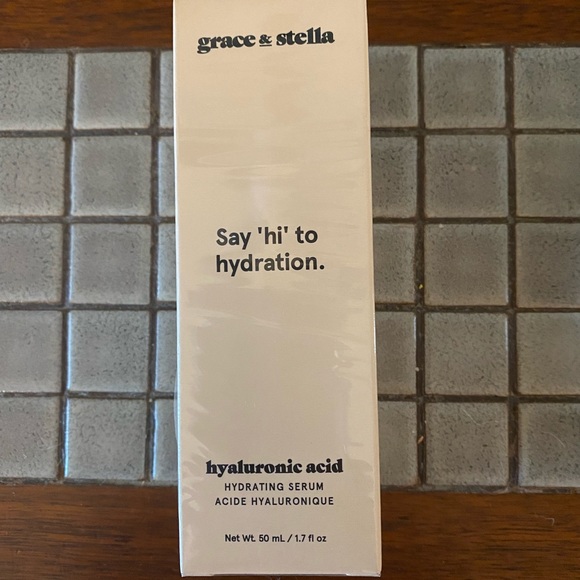 grace & stella
Say 'hi' to
hydration.
hyaluronic acid
HYDRATING SERUM
ACIDE HYALURONIQUE
Net Wt. 50 mL / 1.7 fl oz